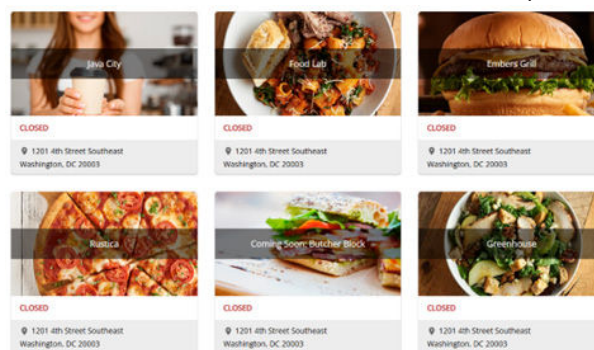 Java City
Food Lab
Embers Grill
CLOSED
CLOSED
CLOSED
1201 4th Street Southeast
Washington, DC 20003
1201 4th Street Southeast
Washington, DC 20003
1201 4th Street Southeast
Washington, DC 20003
Rustica
Coming Soon: Butcher Block
Greenhouse
CLOSED
CLOSED
CLOSED
1201 4th Street Southeast
Washington, DC 20003
1201 4th Street Southeast
Washington, DC 20003
1201 4th Street Southeast
Washington, DC 20003